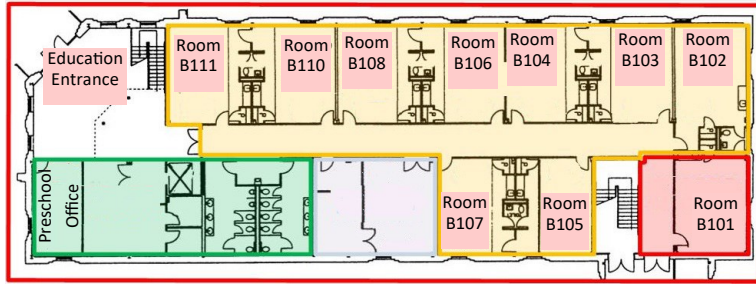 Education
Entrance
Room
B111
Room
B110
Room
B108
Room
B106
Room
B104
Room
B103
Room
B102
Preschool
Office
Room
B107
Room
B105
Room
B101